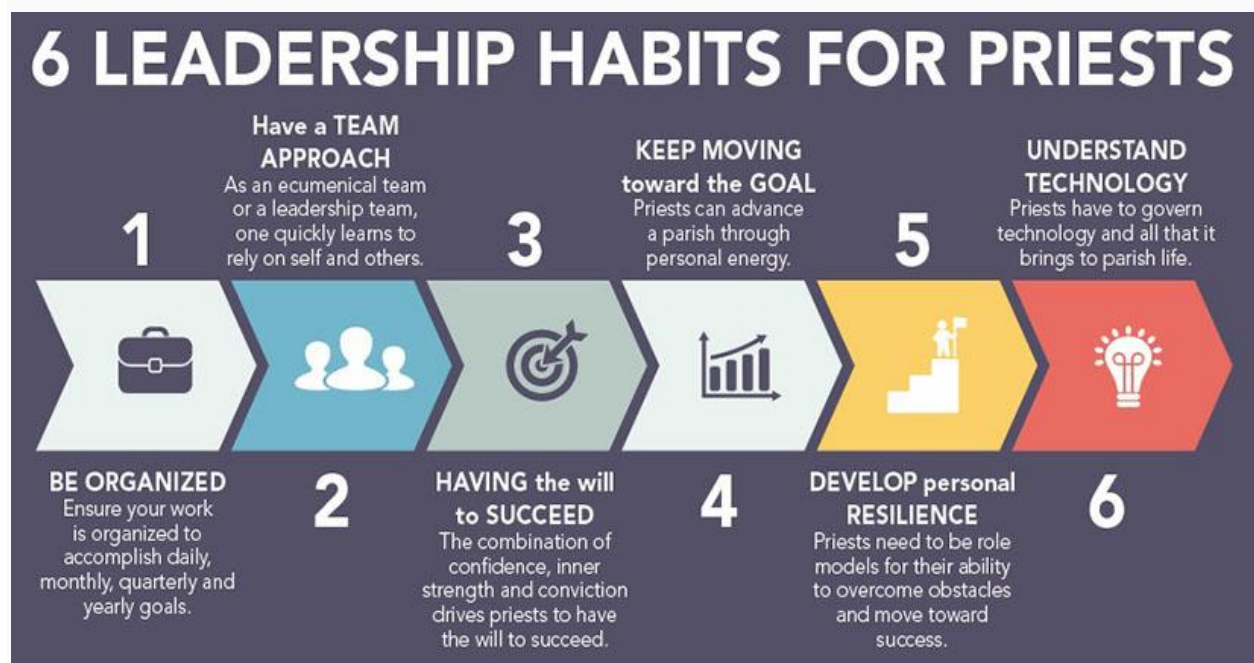 6 LEADERSHIP HABITS FOR PRIESTS
1
BE ORGANIZED
Ensure your work
is organized to
accomplish daily,
monthly, quarterly and
yearly goals.
Have a TEAM
APPROACH
As an ecumenical team
or a leadership team,
one quickly learns to
rely on self and others.
2
3
HAVING the will
to SUCCEED
The combination of
confidence, inner
strength and conviction
drives priests to have
the will to succeed.
KEEP MOVING
toward the GOAL
Priests can advance
a parish through
personal energy.
4
5
DEVELOP personal
RESILIENCE
Priests need to be role
models for their ability
to overcome obstacles
and move toward
success.
UNDERSTAND
TECHNOLOGY
Priests have to govern
technology and all that it
brings to parish life.
6